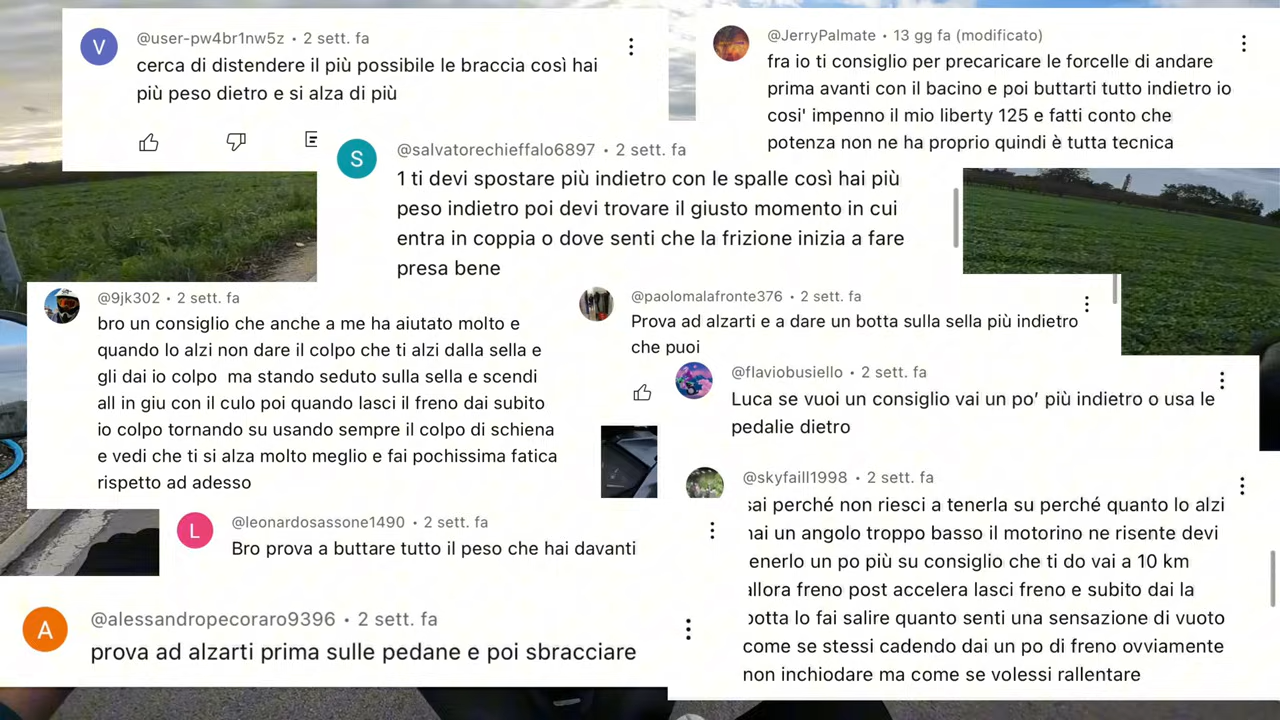 @user-pw4br1nw5z • 2 sett. fa
cerca di distendere il più possibile le braccia così hai
più peso dietro e si alza di più
@JerryPalmate • 13 gg fa (modificato)
fra io ti consiglio per precaricare le forcelle di andare
prima avanti con il bacino e poi buttarti tutto indietro io
cosi' impenno il mio liberty 125 e fatti conto che
potenza non ne ha proprio quindi è tutta tecnica
@salvatorechieffalo6897 • 2 sett. fa
1 ti devi spostare più indietro con le spalle così hai più
peso indietro poi devi trovare il giusto momento in cui
entra in coppia o dove senti che la frizione inizia a fare
presa bene
@9jk302 • 2 sett. fa
bro un consiglio che anche a me ha aiutato molto e
quando lo alzi non dare il colpo che ti alzi dalla sella e
gli dai io colpo ma stando seduto sulla sella e scendi
all in giu con il culo poi quando lasci il freno dai subito
io colpo tornando su usando sempre il colpo di schiena
e vedi che ti si alza molto meglio e fai pochissima fatica
rispetto ad adesso
@paolomalafronte376 • 2 sett. fa
Prova ad alzarti e a dare un botta sulla sella più indietro
che puoi
@flaviobusiello • 2 sett. fa
Luca se vuoi un consiglio vai un po’ più indietro o usa le
pedalie dietro
@skyfaill1998 • 2 sett. fa
sai perché non riesci a tenerla su perché quanto lo alzi
hai un angolo troppo basso il motorino ne risente devi
tenerlo un po più su consiglio che ti do vai a 10 km
allora freno post accelera lasci freno e subito dai la
botta lo fai salire quanto senti una sensazione di vuoto
come se stessi cadendo dai un po di freno ovviamente
non inchiodare ma come se volessi rallentare
L
@leonardosassone1490 • 2 sett. fa
Bro prova a buttare tutto il peso che hai davanti
A
@alessandropecoraro9396 • 2 sett. fa
prova ad alzarti prima sulle pedane e poi sbracciare
V
S